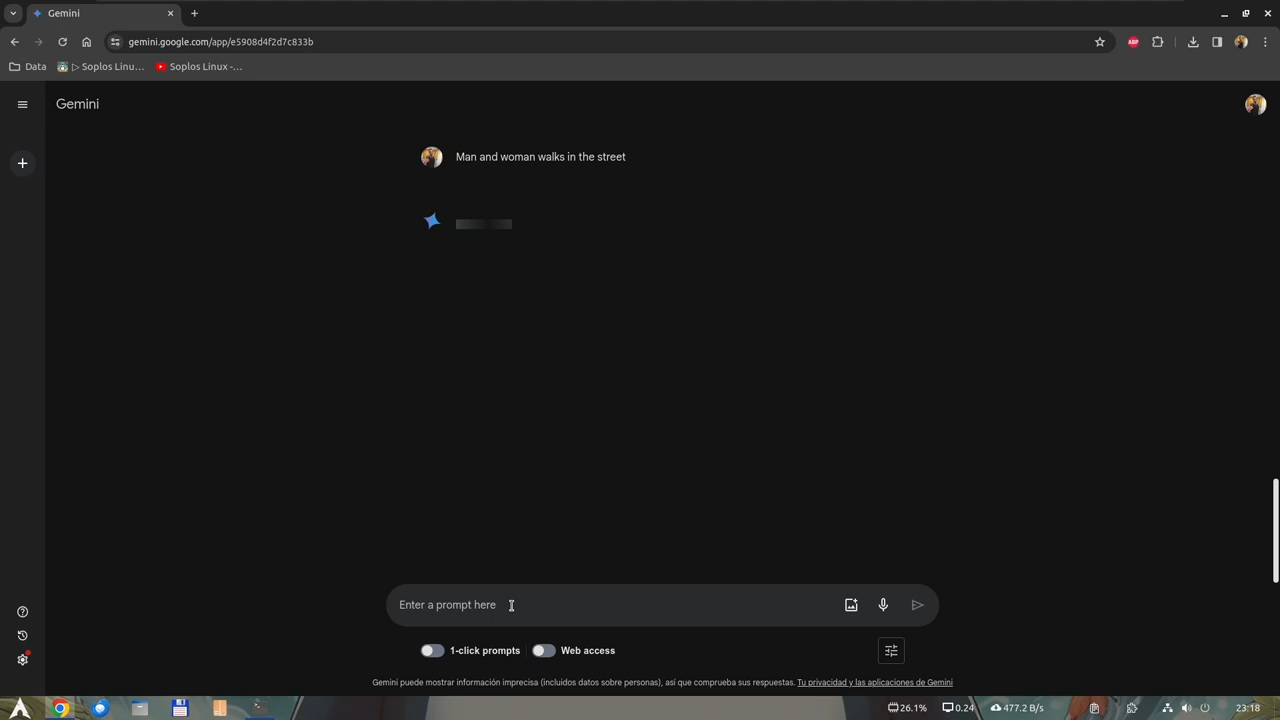 Gemini
gemini.google.com/app/e5908d4f2d7c833b
ABP
Data
▷ Soplos Linu…
Soplos Linux -…
Gemini
Man and woman walks in the street
Enter a prompt here
1-click prompts
Web access
Gemini puede mostrar información imprecisa (incluidos datos sobre personas), así que comprueba sus respuestas. Tu privacidad y las aplicaciones de Gemini
26.1% 0.24 477.2 B/s 23:18